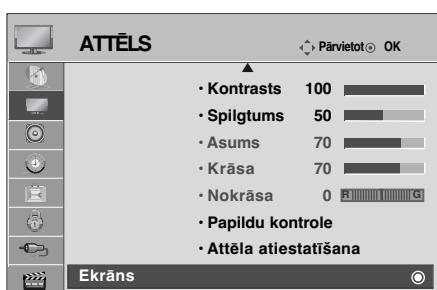 ATTĒLS Pārvietot OK
• Kontrasts 100
• Spilgtums 50
• Asums 70
• Krāsa 70
• Nokrāsa 0 R G
• Papildu kontrole
• Attēla atiestatīšana
Ekrāns